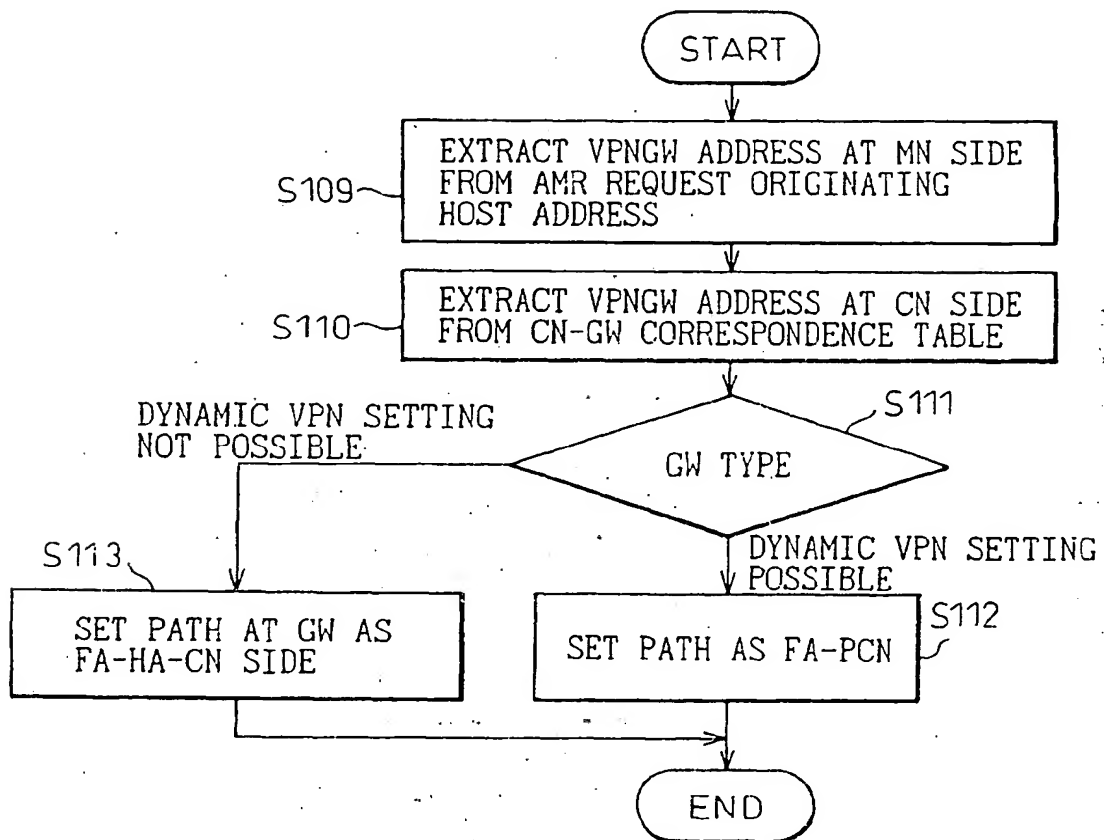 START
EXTRACT VPNGW ADDRESS AT MN SIDE
FROM AMR REQUEST ORIGINATING
HOST ADDRESS
S109
EXTRACT VPNGW ADDRESS AT CN SIDE
FROM CN-GW CORRESPONDENCE TABLE
S110
S111
DYNAMIC VPN SETTING
NOT POSSIBLE
GW TYPE
S113
DYNAMIC VPN SETTING
POSSIBLE
SET PATH AT GW AS
FA-HA-CN SIDE
SET PATH AS FA-PCN
S112
END